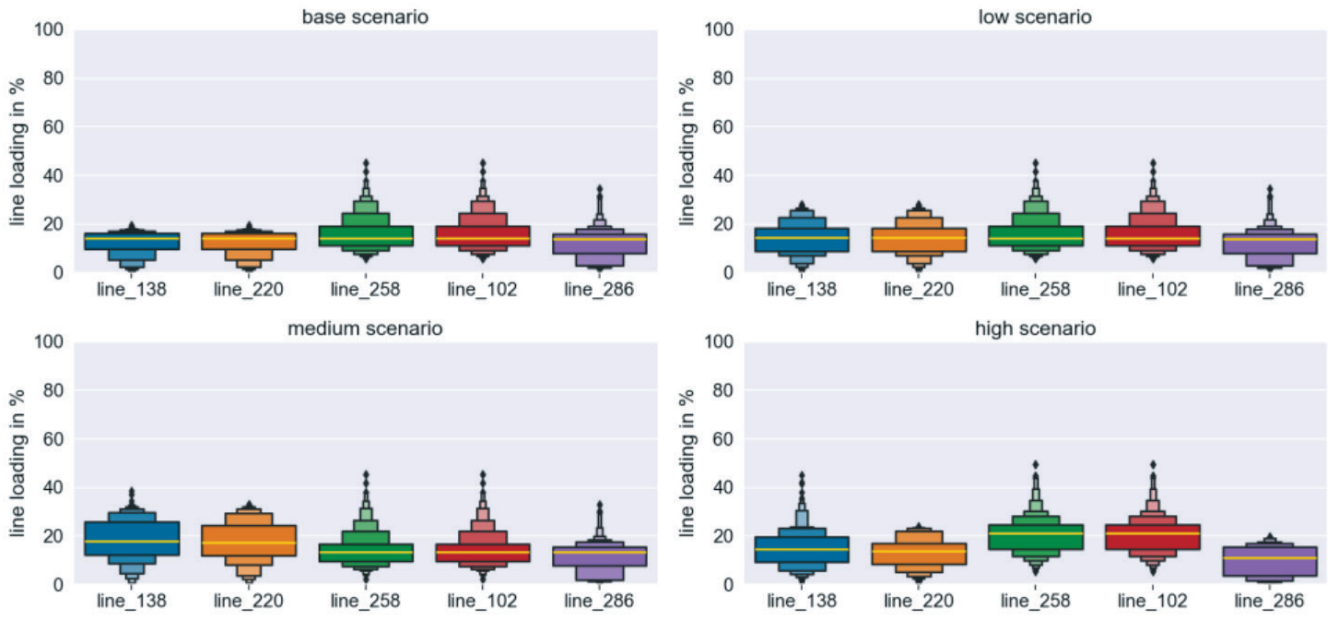 base scenario
line loading in %
100
80
60
40
20
0
line_138 line_220 line_258 line_102 line_286
low scenario
line loading in %
100
80
60
40
20
0
line_138 line_220 line_258 line_102 line_286
medium scenario
line loading in %
100
80
60
40
20
0
line_138 line_220 line_258 line_102 line_286
high scenario
line loading in %
100
80
60
40
20
0
line_138 line_220 line_258 line_102 line_286